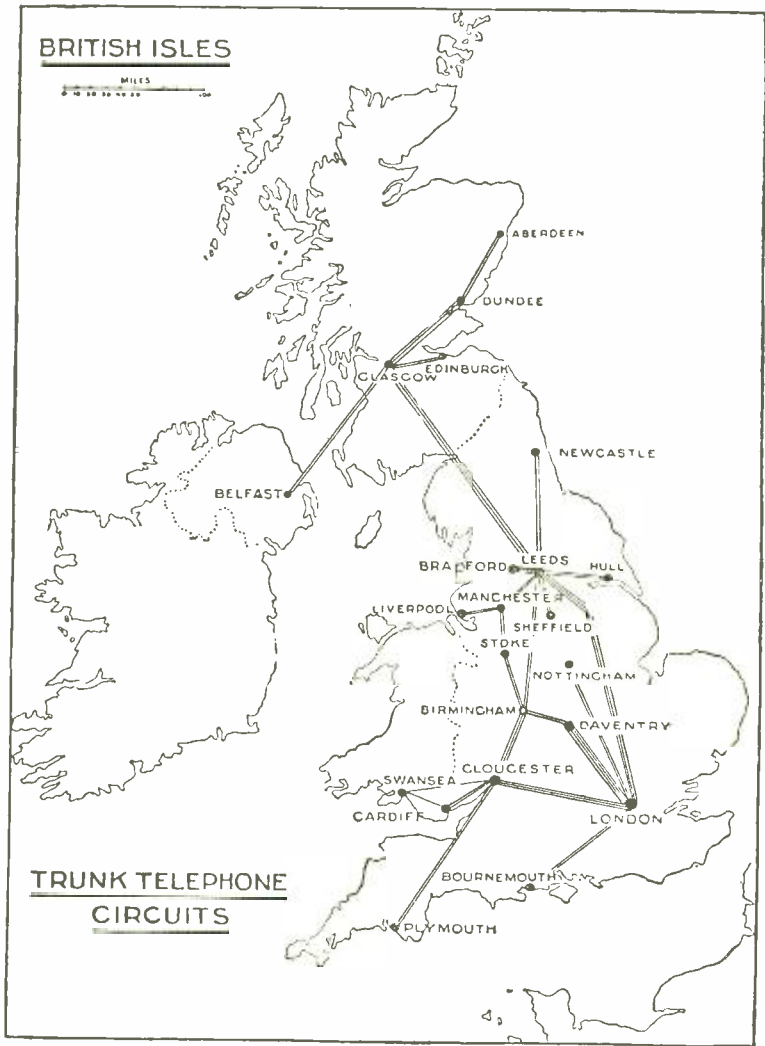 BRITISH ISLES
MILES
ABERDEEN
DUNDEE
EDINBURGH
GLASGOW
NEWCASTLE
BELFAST
LEEDS
BRADFORD
HULL
MANCHESTER
LIVERPOOL
SHEFFIELD
STOKE
NOTTINGHAM
BIRMINGHAM
DAVENTRY
GLOUCESTER
SWANSEA
CARDIFF
LONDON
BOURNEMOUTH
TRUNK TELEPHONE
CIRCUITS
PLYMOUTH